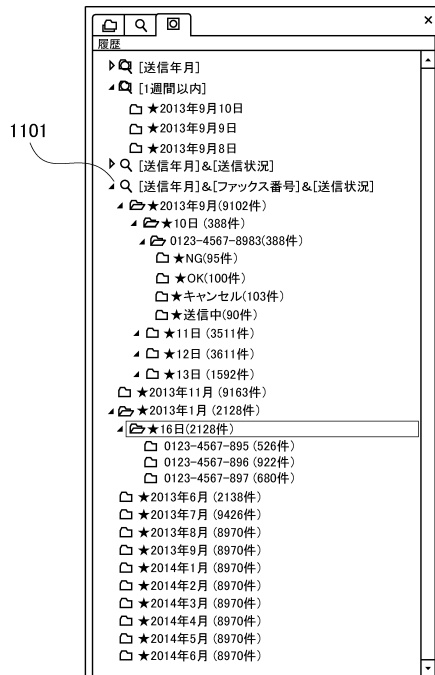 ×
履歴
[送信年月]
[1週間以内]
★2013年9月10日
★2013年9月9日
★2013年9月8日
[送信年月]&[送信状況]
1101
[送信年月]&[ファックス番号]&[送信状況]
★2013年9月(9102件)
★10日 (388件)
0123-4567-8983(388件)
★NG(95件)
★OK(100件)
★キャンセル(103件)
★送信中(90件)
★11日 (3511件)
★12日 (3611件)
★13日 (1592件)
★2013年11月 (9163件)
★2013年1月 (2128件)
★16日(2128件)
0123-4567-895 (526件)
0123-4567-896 (922件)
0123-4567-897 (680件)
★2013年6月 (2138件)
★2013年7月 (9426件)
★2013年8月 (8970件)
★2013年9月 (8970件)
★2014年1月 (8970件)
★2014年2月 (8970件)
★2014年3月 (8970件)
★2014年4月 (8970件)
★2014年5月 (8970件)
★2014年6月 (8970件)